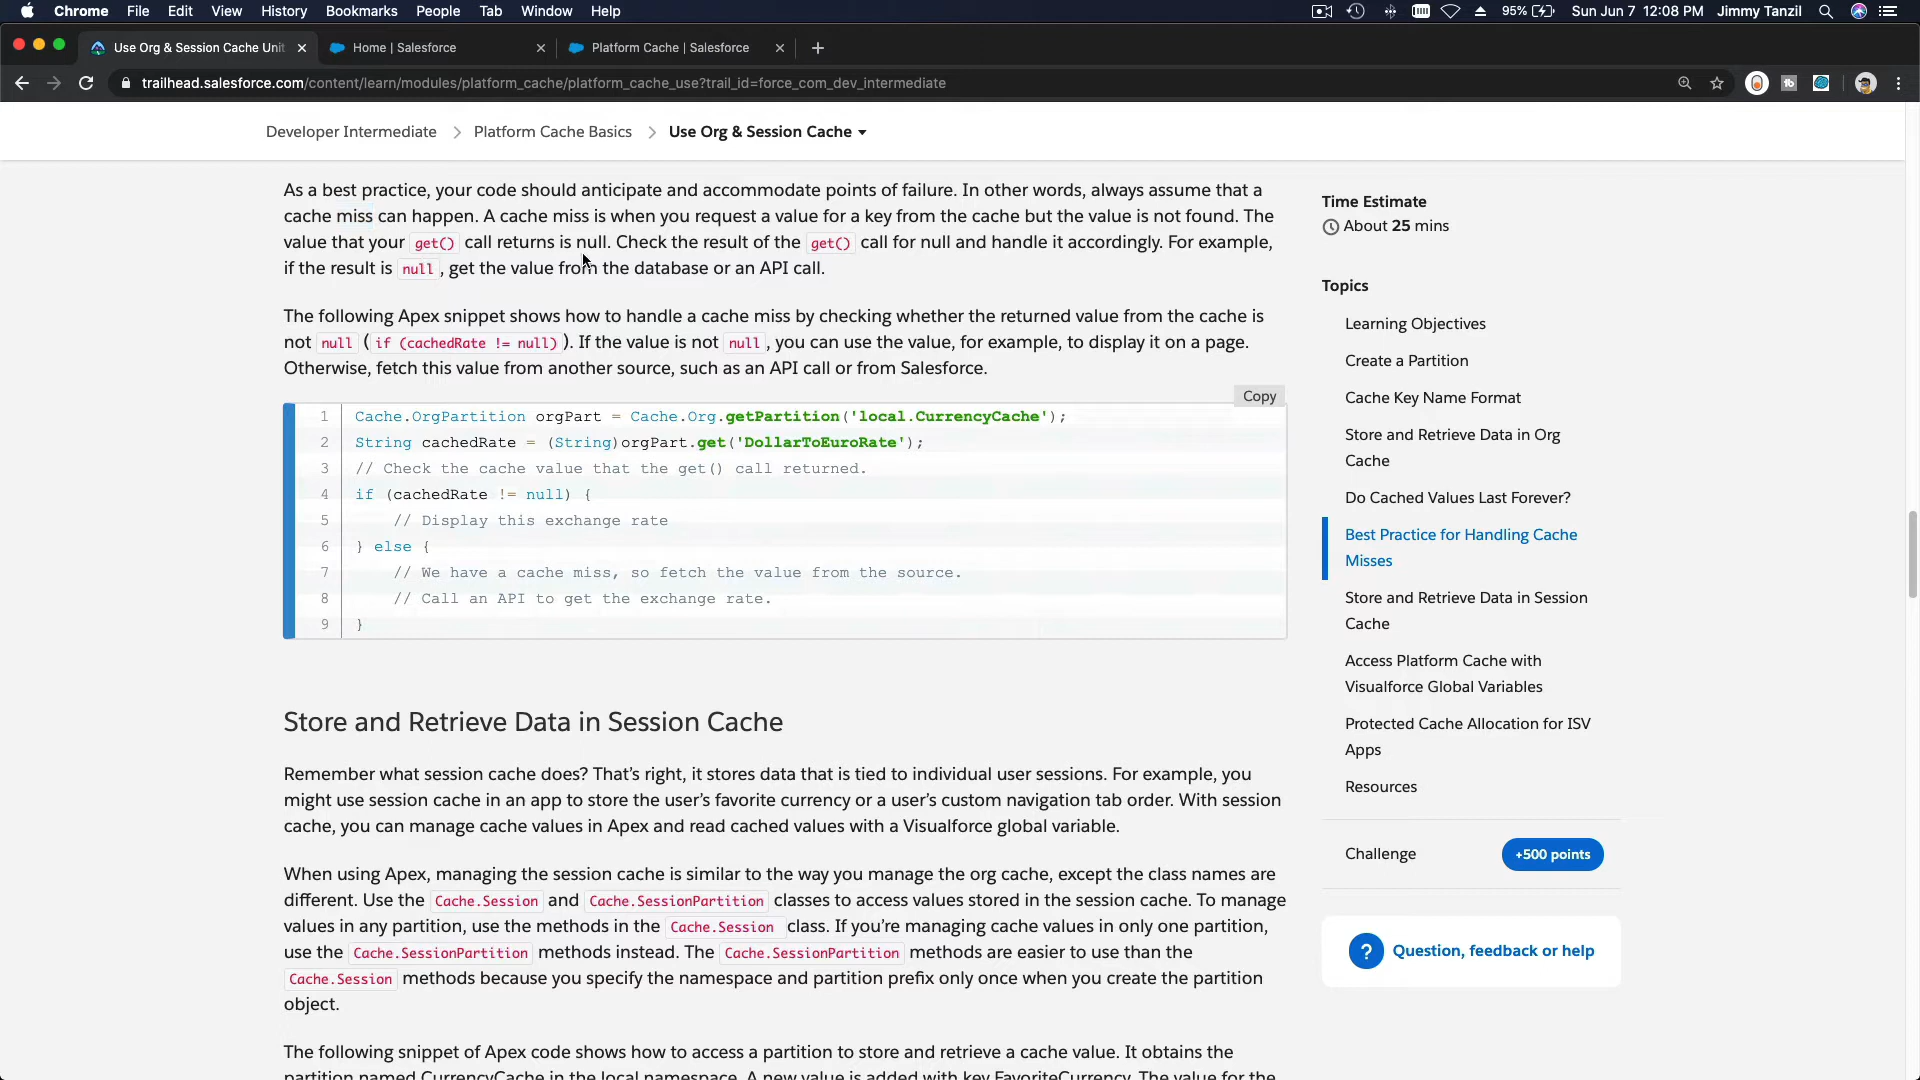 Chrome File Edit View History Bookmarks People Tab Window Help 95% Sun Jun 7 12:08 PM Jimmy Tanzil
Use Org & Session Cache Unit Home | Salesforce Platform Cache | Salesforce
trailhead.salesforce.com/content/learn/modules/platform_cache/platform_cache_use?trail_id=force_com_dev_intermediate
Developer Intermediate Platform Cache Basics Use Org & Session Cache
As a best practice, your code should anticipate and accommodate points of failure. In other words, always assume that a
cache miss can happen. A cache miss is when you request a value for a key from the cache but the value is not found. The
value that your get() call returns is null. Check the result of the get() call for null and handle it accordingly. For example,
if the result is null, get the value from the database or an API call.
The following Apex snippet shows how to handle a cache miss by checking whether the returned value from the cache is
not null ( if (cachedRate != null) ). If the value is not null, you can use the value, for example, to display it on a page.
Otherwise, fetch this value from another source, such as an API call or from Salesforce.
Copy
1 Cache.OrgPartition orgPart = Cache.Org.getPartition('local.CurrencyCache');
2 String cachedRate = (String)orgPart.get('DollarToEuroRate');
3 // Check the cache value that the get() call returned.
4 if (cachedRate != null) {
5 // Display this exchange rate
6 } else {
7 // We have a cache miss, so fetch the value from the source.
8 // Call an API to get the exchange rate.
9 }
Store and Retrieve Data in Session Cache
Remember what session cache does? That's right, it stores data that is tied to individual user sessions. For example, you
might use session cache in an app to store the user's favorite currency or a user's custom navigation tab order. With session
cache, you can manage cache values in Apex and read cached values with a Visualforce global variable.
When using Apex, managing the session cache is similar to the way you manage the org cache, except the class names are
different. Use the Cache.Session and Cache.SessionPartition classes to access values stored in the session cache. To manage
values in any partition, use the methods in the Cache.Session class. If you're managing cache values in only one partition,
use the Cache.SessionPartition methods instead. The Cache.SessionPartition methods are easier to use than the
Cache.Session methods because you specify the namespace and partition prefix only once when you create the partition
object.
The following snippet of Apex code shows how to access a partition to store and retrieve a cache value. It obtains the
partition named CurrencyCache in the local namespace. A new value is added with key FavoriteCurrency. The value for the
Time Estimate
About 25 mins
Topics
Learning Objectives
Create a Partition
Cache Key Name Format
Store and Retrieve Data in Org
Cache
Do Cached Values Last Forever?
Best Practice for Handling Cache
Misses
Store and Retrieve Data in Session
Cache
Access Platform Cache with
Visualforce Global Variables
Protected Cache Allocation for ISV
Apps
Resources
Challenge +500 points
? Question, feedback or help